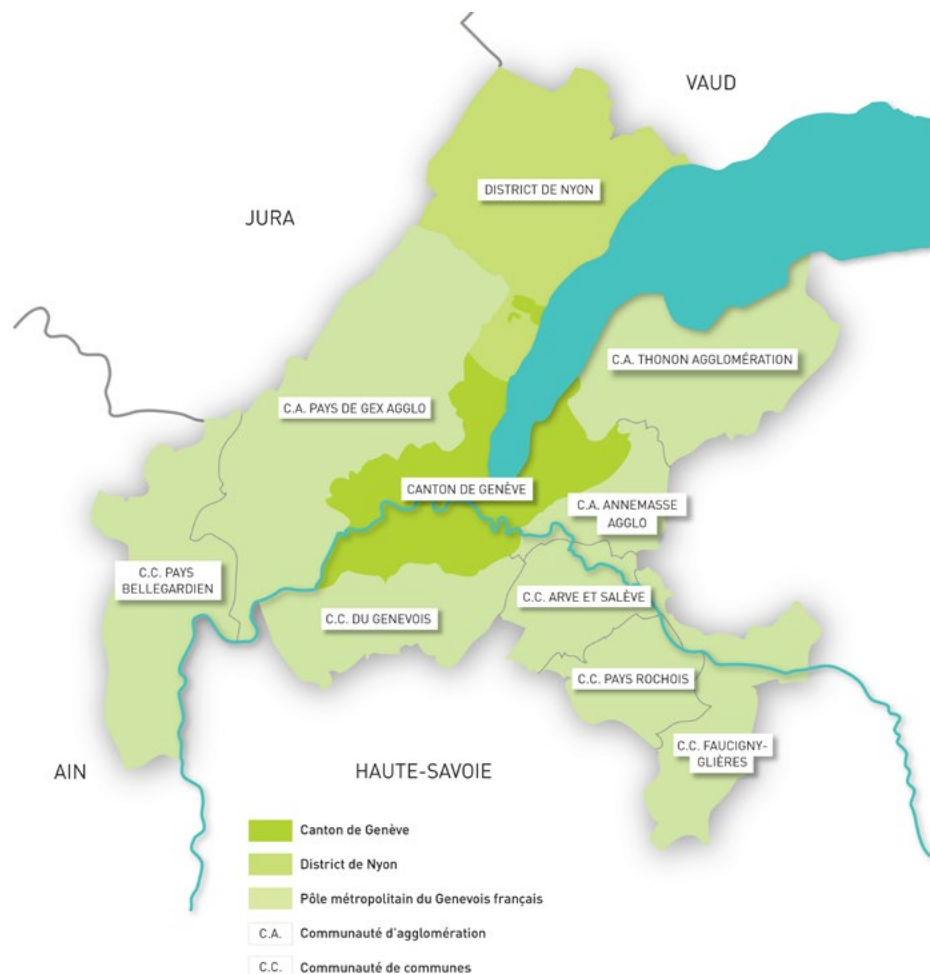 VAUD
DISTRICT DE NYON
JURA
C.A. THONON AGGLOMÉRATION
C.A. PAYS DE GEX AGGLO
CANTON DE GENÈVE
C.A. ANNEMASSE
AGGLO
C.C. PAYS
BELLEGARDIEN
C.C. ARVE ET SALÈVE
C.C. DU GENEVOIS
C.C. PAYS ROCHOIS
C.C. FAUCIGNY-
GLIÈRES
AIN
HAUTE-SAVOIE
Canton de Genève
District de Nyon
Pôle métropolitain du Genevois français
C.A. Communauté d'agglomération
C.C. Communauté de communes